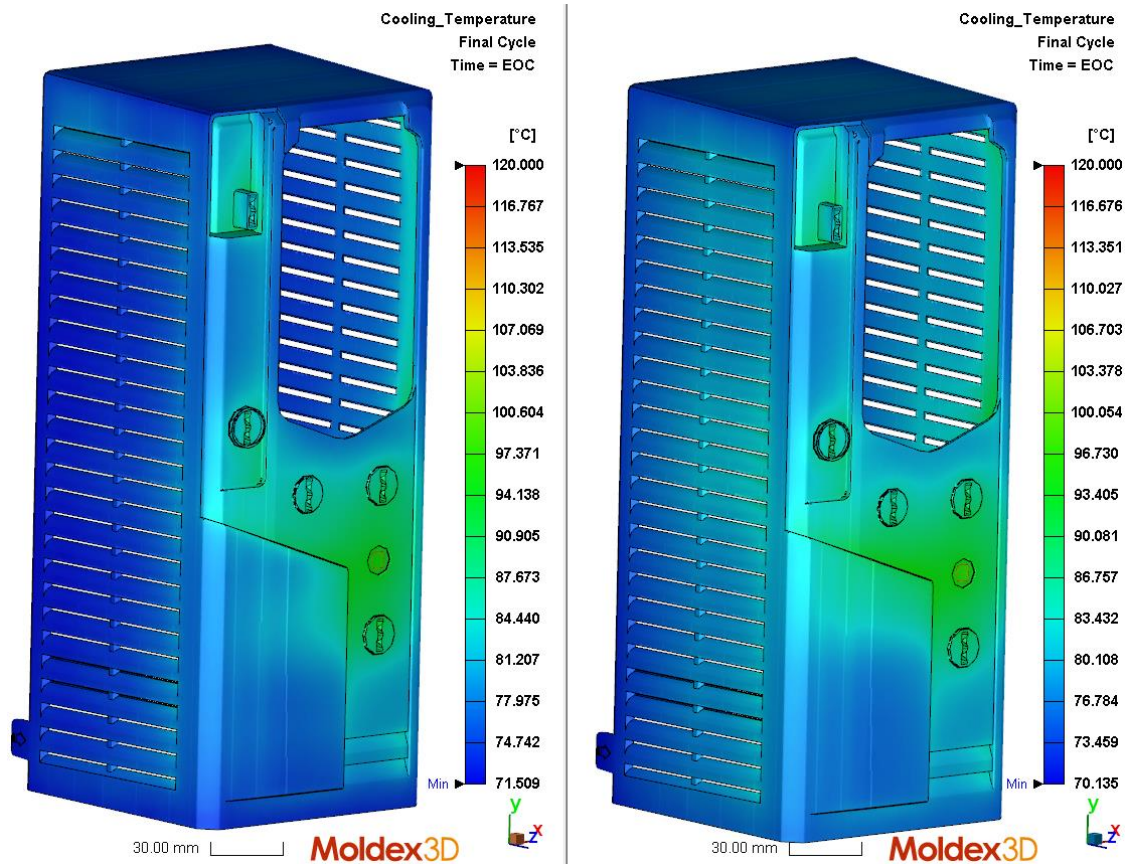 Cooling_Temperature
Final Cycle
Time = EOC
[°C]
120.000
116.767
113.535
110.302
107.069
103.836
100.604
97.371
94.138
90.905
87.673
84.440
81.207
77.975
74.742
Min 71.509
y
x
z
30.00 mm
Moldex3D
Cooling_Temperature
Final Cycle
Time = EOC
[°C]
120.000
116.676
113.351
110.027
106.703
103.378
100.054
96.730
93.405
90.081
86.757
83.432
80.108
76.784
73.459
Min 70.135
y
x
z
30.00 mm
Moldex3D